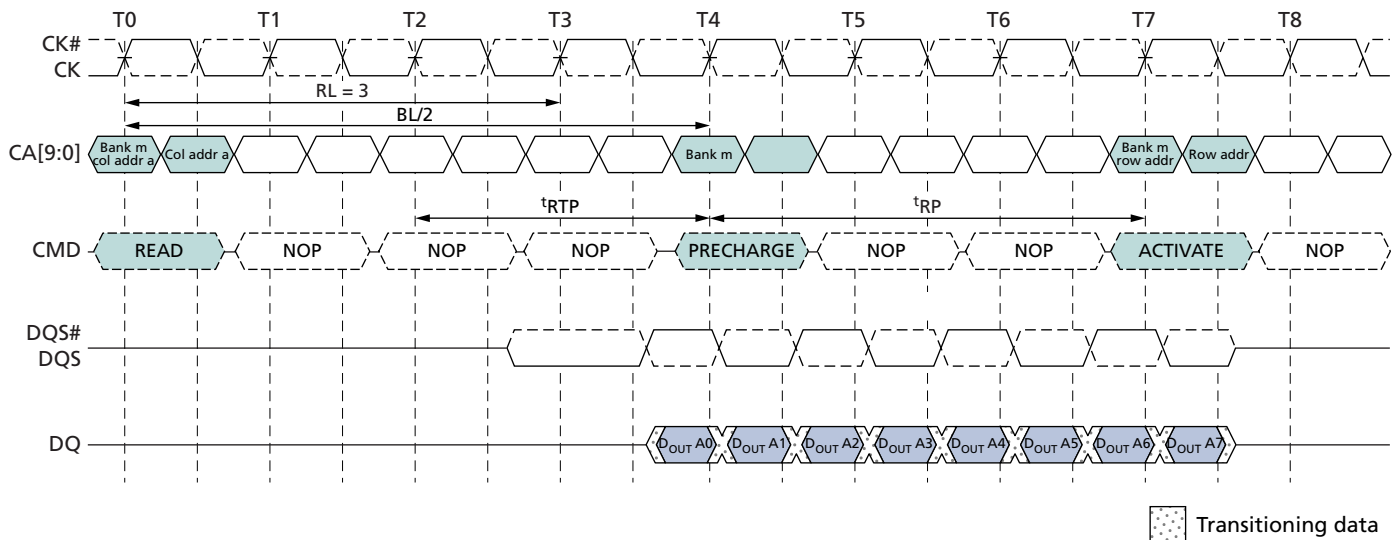 T0 T1 T2 T3 T4 T5 T6 T7 T8
CK#
CK
RL = 3
BL/2
CA[9:0]
Bank m
col addr a
Col addr a
Bank m
Bank m
row addr
Row addr
tRTP
tRP
CMD
READ NOP NOP NOP PRECHARGE NOP NOP ACTIVATE NOP
DQS#
DQS
DQ
DOUT A0 DOUT A1 DOUT A2 DOUT A3 DOUT A4 DOUT A5 DOUT A6 DOUT A7
Transitioning data